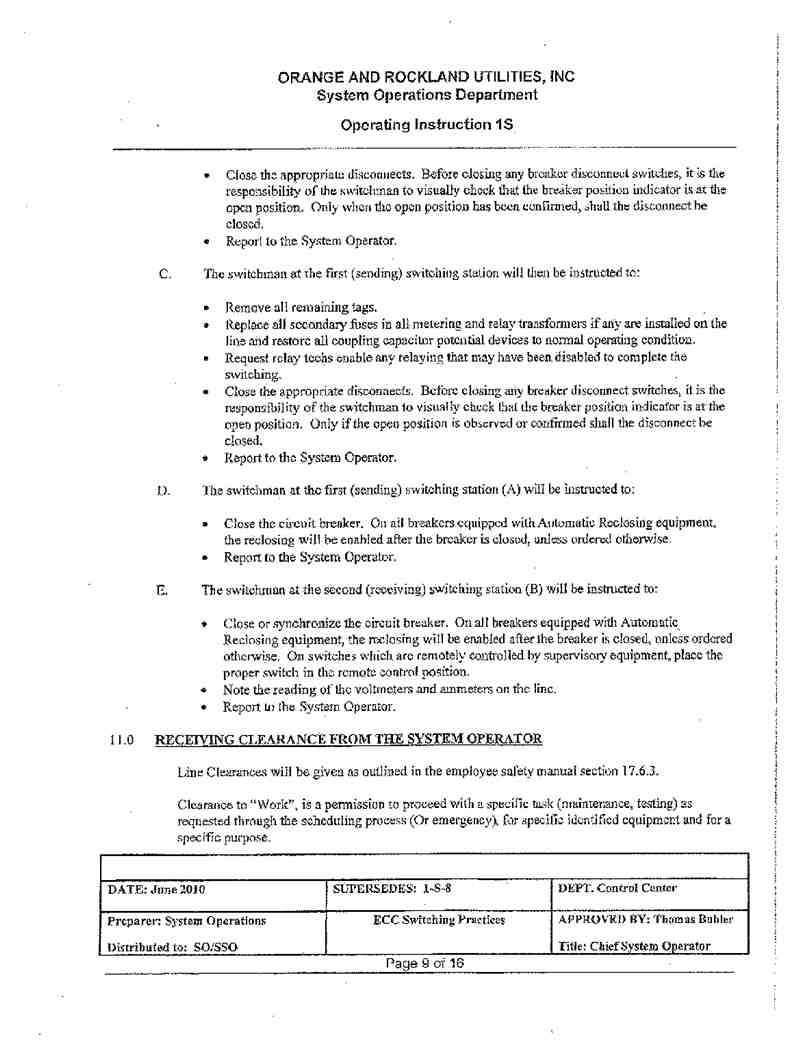 ORANGE AND ROCKLAND UTILITIES, INC
System Operations Department
Operating Instruction 1S
• Close the appropriate disconnects. Before closing any breaker disconnect switches, it is the
responsibility of the switchman to visually check that the breaker position indicator is at the
open position. Only when the open position has been confirmed, shall the disconnect be
closed.
• Report to the System Operator.
C. The switchman at the first (sending) switching station will then be instructed to:
• Remove all remaining tags.
• Replace all secondary fuses in all metering and relay transformers if any are installed on the
line and restore all coupling capacitor potential devices to normal operating condition.
• Request relay techs enable any relaying that may have been disabled to complete the
switching.
• Close the appropriate disconnects. Before closing any breaker disconnect switches, it is the
responsibility of the switchman to visually check that the breaker position indicator is at the
open position. Only if the open position is observed or confirmed shall the disconnect be
closed.
• Report to the System Operator.
D. The switchman at the first (sending) switching station (A) will be instructed to:
• Close the circuit breaker. On all breakers equipped with Automatic Reclosing equipment,
the reclosing will be enabled after the breaker is closed, unless ordered otherwise.
• Report to the System Operator.
E. The switchman at the second (receiving) switching station (B) will be instructed to:
• Close or synchronize the circuit breaker. On all breakers equipped with Automatic
Reclosing equipment, the reclosing will be enabled after the breaker is closed, unless ordered
otherwise. On switches which are remotely controlled by supervisory equipment, place the
proper switch in the remote control position.
• Note the reading of the voltmeters and ammeters on the line.
• Report to the System Operator.
11.0 RECEIVING CLEARANCE FROM THE SYSTEM OPERATOR
Line Clearances will be given as outlined in the employee safety manual section 17.6.3.
Clearance to "Work", is a permission to proceed with a specific task (maintenance, testing) as
requested through the scheduling process (Or emergency), for specific identified equipment and for a
specific purpose.
DATE: June 2010 SUPERSEDES: 1-S-8 DEPT. Control Center
Preparer: System Operations ECC Switching Practices APPROVED BY: Thomas Buhler
Distributed to: SO/SSO Title: Chief System Operator
Page 9 of 16